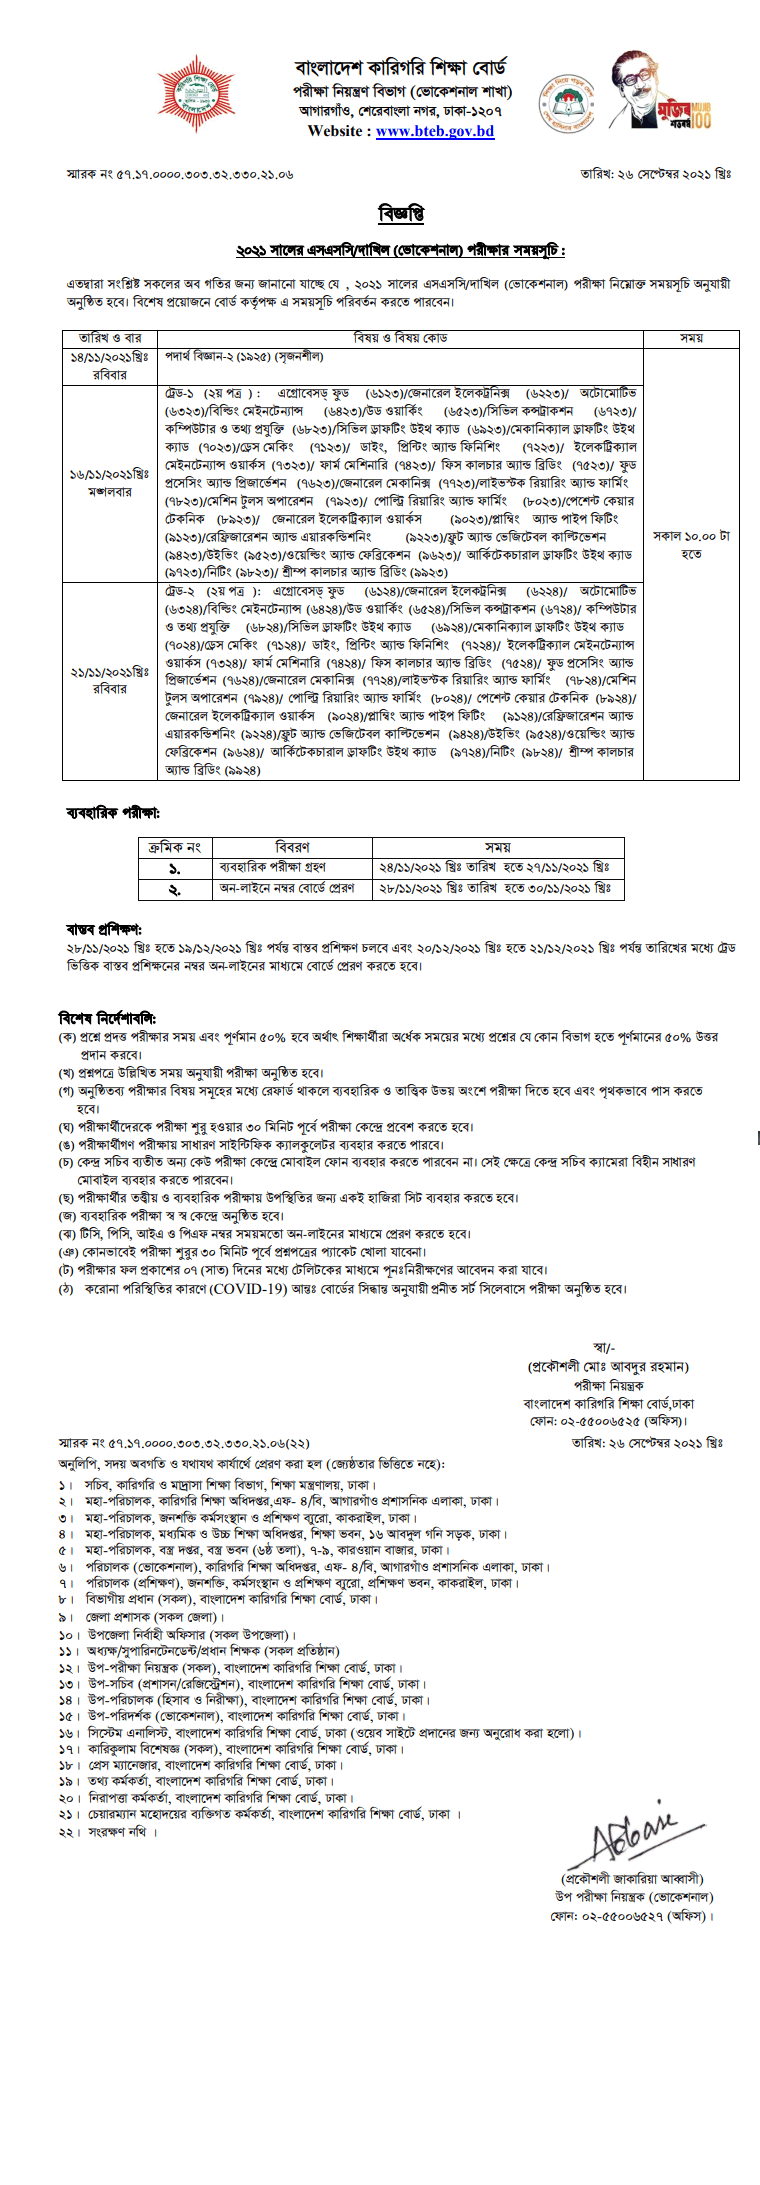 বাংলাদেশ কারিগরি শিক্ষা বোর্ড
পরীক্ষা নিয়ন্ত্রণ বিভাগ (ভোকেশনাল শাখা)
আগারগাঁও, শেরেবাংলা নগর, ঢাকা-১২০৭
Website : www.bteb.gov.bd
মুজিব
শতবর্ষ
MUJIB
100
স্মারক নং ৫৭.১৭.০০০০.৩০৩.৩২.৩৩০.২১.০৬ তারিখ: ২৬ সেপ্টেম্বর ২০২১ খ্রিঃ
বিজ্ঞপ্তি
২০২১ সালের এসএসসি/দাখিল (ভোকেশনাল) পরীক্ষার সময়সূচি :
এতদ্বারা সংশ্লিষ্ট সকলের অব গতির জন্য জানানো যাচ্ছে যে , ২০২১ সালের এসএসসি/দাখিল (ভোকেশনাল) পরীক্ষা নিম্নোক্ত সময়সূচি অনুযায়ী
অনুষ্ঠিত হবে। বিশেষ প্রয়োজনে বোর্ড কর্তৃপক্ষ এ সময়সূচি পরিবর্তন করতে পারবেন।
তারিখ ও বার বিষয় ও বিষয় কোড সময়
১৪/১১/২০২১খ্রিঃ
রবিবার
পদার্থ বিজ্ঞান-২ (১৯২৫) (সৃজনশীল)
১৬/১১/২০২১খ্রিঃ
মঙ্গলবার
ট্রেড-১ (২য় পত্র ) : এগ্রোবেসড্ ফুড (৬১২৩)/জেনারেল ইলেকট্রনিক্স (৬২২৩)/ অটোমোটিভ
(৬৩২৩)/বিল্ডিং মেইনটেন্যান্স (৬৪২৩)/উড ওয়ার্কিং (৬৫২৩)/সিভিল কন্সট্রাকশন (৬৭২৩)/
কম্পিউটার ও তথ্য প্রযুক্তি (৬৮২৩)/সিভিল ড্রাফটিং উইথ ক্যাড (৬৯২৩)/মেকানিক্যাল ড্রাফটিং উইথ
ক্যাড (৭০২৩)/ড্রেস মেকিং (৭১২৩)/ ডাইং, প্রিন্টিং অ্যান্ড ফিনিশিং (৭২২৩)/ ইলেকট্রিক্যাল
মেইনটেন্যান্স ওয়ার্কস (৭৩২৩)/ ফার্ম মেশিনারি (৭৪২৩)/ ফিস কালচার অ্যান্ড ব্রিডিং (৭৫২৩)/ ফুড
প্রসেসিং অ্যান্ড প্রিজার্ভেশন (৭৬২৩)/জেনারেল মেকানিক্স (৭৭২৩)/লাইভস্টক রিয়ারিং অ্যান্ড ফার্মিং
(৭৮২৩)/মেশিন টুলস অপারেশন (৭৯২৩)/ পোল্ট্রি রিয়ারিং অ্যান্ড ফার্মিং (৮০২৩)/পেশেন্ট কেয়ার
টেকনিক (৮৯২৩)/ জেনারেল ইলেকট্রিক্যাল ওয়ার্কস (৯০২৩)/প্লাম্বিং অ্যান্ড পাইপ ফিটিং
(৯১২৩)/রেফ্রিজারেশন অ্যান্ড এয়ারকন্ডিশনিং (৯২২৩)/ফ্রুট অ্যান্ড ভেজিটেবল কাল্টিভেশন
(৯৪২৩)/উইভিং (৯৫২৩)/ওয়েল্ডিং অ্যান্ড ফেব্রিকেশন (৯৬২৩)/ আর্কিটেকচারাল ড্রাফটিং উইথ ক্যাড
(৯৭২৩)/নিটিং (৯৮২৩)/ শ্রীম্প কালচার অ্যান্ড ব্রিডিং (৯৯২৩)
সকাল ১০.০০ টা
হতে
২১/১১/২০২১খ্রিঃ
রবিবার
ট্রেড-২ (২য় পত্র ): এগ্রোবেসড্ ফুড (৬১২৪)/জেনারেল ইলেকট্রনিক্স (৬২২৪)/ অটোমোটিভ
(৬৩২৪)/বিল্ডিং মেইনটেন্যান্স (৬৪২৪)/উড ওয়ার্কিং (৬৫২৪)/সিভিল কন্সট্রাকশন (৬৭২৪)/ কম্পিউটার
ও তথ্য প্রযুক্তি (৬৮২৪)/সিভিল ড্রাফটিং উইথ ক্যাড (৬৯২৪)/মেকানিক্যাল ড্রাফটিং উইথ ক্যাড
(৭০২৪)/ড্রেস মেকিং (৭১২৪)/ ডাইং, প্রিন্টিং অ্যান্ড ফিনিশিং (৭২২৪)/ ইলেকট্রিক্যাল মেইনটেন্যান্স
ওয়ার্কস (৭৩২৪)/ ফার্ম মেশিনারি (৭৪২৪)/ ফিস কালচার অ্যান্ড ব্রিডিং (৭৫২৪)/ ফুড প্রসেসিং অ্যান্ড
প্রিজার্ভেশন (৭৬২৪)/জেনারেল মেকানিক্স (৭৭২৪)/লাইভস্টক রিয়ারিং অ্যান্ড ফার্মিং (৭৮২৪)/মেশিন
টুলস অপারেশন (৭৯২৪)/ পোল্ট্রি রিয়ারিং অ্যান্ড ফার্মিং (৮০২৪)/ পেশেন্ট কেয়ার টেকনিক (৮৯২৪)/
জেনারেল ইলেকট্রিক্যাল ওয়ার্কস (৯০২৪)/প্লাম্বিং অ্যান্ড পাইপ ফিটিং (৯১২৪)/রেফ্রিজারেশন অ্যান্ড
এয়ারকন্ডিশনিং (৯২২৪)/ফ্রুট অ্যান্ড ভেজিটেবল কাল্টিভেশন (৯৪২৪)/উইভিং (৯৫২৪)/ওয়েল্ডিং অ্যান্ড
ফেব্রিকেশন (৯৬২৪)/ আর্কিটেকচারাল ড্রাফটিং উইথ ক্যাড (৯৭২৪)/নিটিং (৯৮২৪)/ শ্রীম্প কালচার
অ্যান্ড ব্রিডিং (৯৯২৪)
ব্যবহারিক পরীক্ষা:
ক্রমিক নং বিবরণ সময়
১. ব্যবহারিক পরীক্ষা গ্রহণ ২৪/১১/২০২১ খ্রিঃ তারিখ হতে ২৭/১১/২০২১ খ্রিঃ
২. অন-লাইনে নম্বর বোর্ডে প্রেরণ ২৮/১১/২০২১ খ্রিঃ তারিখ হতে ৩০/১১/২০২১ খ্রিঃ
বাস্তব প্রশিক্ষণ:
২৮/১১/২০২১ খ্রিঃ হতে ১৯/১২/২০২১ খ্রিঃ পর্যন্ত বাস্তব প্রশিক্ষণ চলবে এবং ২০/১২/২০২১ খ্রিঃ হতে ২১/১২/২০২১ খ্রিঃ পর্যন্ত তারিখের মধ্যে ট্রেড
ভিত্তিক বাস্তব প্রশিক্ষনের নম্বর অন-লাইনের মাধ্যমে বোর্ডে প্রেরণ করতে হবে।
বিশেষ নির্দেশাবলি:
(ক) প্রশ্নে প্রদত্ত পরীক্ষার সময় এবং পূর্ণমান ৫০% হবে অর্থাৎ শিক্ষার্থীরা অর্ধেক সময়ের মধ্যে প্রশ্নের যে কোন বিভাগ হতে পূর্ণমানের ৫০% উত্তর
প্রদান করবে।
(খ) প্রশ্নপত্রে উল্লিখিত সময় অনুযায়ী পরীক্ষা অনুষ্ঠিত হবে।
(গ) অনুষ্ঠিতব্য পরীক্ষার বিষয় সমূহের মধ্যে রেফার্ড থাকলে ব্যবহারিক ও তাত্ত্বিক উভয় অংশে পরীক্ষা দিতে হবে এবং পৃথকভাবে পাস করতে
হবে।
(ঘ) পরীক্ষার্থীদেরকে পরীক্ষা শুরু হওয়ার ৩০ মিনিট পূর্বে পরীক্ষা কেন্দ্রে প্রবেশ করতে হবে।
(ঙ) পরীক্ষার্থীগণ পরীক্ষায় সাধারণ সাইন্টিফিক ক্যালকুলেটর ব্যবহার করতে পারবে।
(চ) কেন্দ্র সচিব ব্যতীত অন্য কেউ পরীক্ষা কেন্দ্রে মোবাইল ফোন ব্যবহার করতে পারবেন না। সেই ক্ষেত্রে কেন্দ্র সচিব ক্যামেরা বিহীন সাধারণ
মোবাইল ব্যবহার করতে পারবেন।
(ছ) পরীক্ষার্থীর তত্ত্বীয় ও ব্যবহারিক পরীক্ষায় উপস্থিতির জন্য একই হাজিরা সিট ব্যবহার করতে হবে।
(জ) ব্যবহারিক পরীক্ষা স্ব স্ব কেন্দ্রে অনুষ্ঠিত হবে।
(ঝ) টিসি, পিসি, আইএ ও পিএফ নম্বর সময়মতো অন-লাইনের মাধ্যমে প্রেরণ করতে হবে।
(ঞ) কোনভাবেই পরীক্ষা শুরুর ৩০ মিনিট পূর্বে প্রশ্নপত্রের প্যাকেট খোলা যাবেনা।
(ট) পরীক্ষার ফল প্রকাশের ০৭ (সাত) দিনের মধ্যে টেলিটকের মাধ্যমে পূনঃনিরীক্ষণের আবেদন করা যাবে।
(ঠ) করোনা পরিস্থিতির কারণে (COVID-19) আন্তঃ বোর্ডের সিদ্ধান্ত অনুযায়ী প্রনীত সর্ট সিলেবাসে পরীক্ষা অনুষ্ঠিত হবে।
স্বা/-
(প্রকৌশলী মোঃ আবদুর রহমান)
পরীক্ষা নিয়ন্ত্রক
বাংলাদেশ কারিগরি শিক্ষা বোর্ড,ঢাকা
ফোন: ০২-৫৫০০৬৫২৫ (অফিস)।
স্মারক নং ৫৭.১৭.০০০০.৩০৩.৩২.৩৩০.২১.০৬(২২) তারিখ: ২৬ সেপ্টেম্বর ২০২১ খ্রিঃ
অনুলিপি, সদয় অবগতি ও যথাযথ কার্যার্থে প্রেরণ করা হল (জ্যেষ্ঠতার ভিত্তিতে নহে):
১। সচিব, কারিগরি ও মাদ্রাসা শিক্ষা বিভাগ, শিক্ষা মন্ত্রণালয়, ঢাকা।
২। মহা-পরিচালক, কারিগরি শিক্ষা অধিদপ্তর,এফ- ৪/বি, আগারগাঁও প্রশাসনিক এলাকা, ঢাকা।
৩। মহা-পরিচালক, জনশক্তি কর্মসংস্থান ও প্রশিক্ষণ ব্যুরো, কাকরাইল, ঢাকা।
৪। মহা-পরিচালক, মধ্যমিক ও উচ্চ শিক্ষা অধিদপ্তর, শিক্ষা ভবন, ১৬ আবদুল গনি সড়ক, ঢাকা।
৫। মহা-পরিচালক, বস্ত্র দপ্তর, বস্ত্র ভবন (৬ষ্ঠ তলা), ৭-৯, কারওয়ান বাজার, ঢাকা।
৬। পরিচালক (ভোকেশনাল), কারিগরি শিক্ষা অধিদপ্তর, এফ- ৪/বি, আগারগাঁও প্রশাসনিক এলাকা, ঢাকা।
৭। পরিচালক (প্রশিক্ষণ), জনশক্তি, কর্মসংস্থান ও প্রশিক্ষণ ব্যুরো, প্রশিক্ষণ ভবন, কাকরাইল, ঢাকা।
৮। বিভাগীয় প্রধান (সকল), বাংলাদেশ কারিগরি শিক্ষা বোর্ড, ঢাকা।
৯। জেলা প্রশাসক (সকল জেলা)।
১০। উপজেলা নির্বাহী অফিসার (সকল উপজেলা)।
১১। অধ্যক্ষ/সুপারিনটেনডেন্ট/প্রধান শিক্ষক (সকল প্রতিষ্ঠান)
১২। উপ-পরীক্ষা নিয়ন্ত্রক (সকল), বাংলাদেশ কারিগরি শিক্ষা বোর্ড, ঢাকা।
১৩। উপ-সচিব (প্রশাসন/রেজিস্ট্রেশন), বাংলাদেশ কারিগরি শিক্ষা বোর্ড, ঢাকা।
১৪। উপ-পরিচালক (হিসাব ও নিরীক্ষা), বাংলাদেশ কারিগরি শিক্ষা বোর্ড, ঢাকা।
১৫। উপ-পরিদর্শক (ভোকেশনাল), বাংলাদেশ কারিগরি শিক্ষা বোর্ড, ঢাকা।
১৬। সিস্টেম এনালিস্ট, বাংলাদেশ কারিগরি শিক্ষা বোর্ড, ঢাকা (ওয়েব সাইটে প্রদানের জন্য অনুরোধ করা হলো)।
১৭। কারিকুলাম বিশেষজ্ঞ (সকল), বাংলাদেশ কারিগরি শিক্ষা বোর্ড, ঢাকা।
১৮। প্রেস ম্যানেজার, বাংলাদেশ কারিগরি শিক্ষা বোর্ড, ঢাকা।
১৯। তথ্য কর্মকর্তা, বাংলাদেশ কারিগরি শিক্ষা বোর্ড, ঢাকা।
২০। নিরাপত্তা কর্মকর্তা, বাংলাদেশ কারিগরি শিক্ষা বোর্ড, ঢাকা।
২১। চেয়ারম্যান মহোদয়ের ব্যক্তিগত কর্মকর্তা, বাংলাদেশ কারিগরি শিক্ষা বোর্ড, ঢাকা ।
২২। সংরক্ষণ নথি ।
(প্রকৌশলী জাকারিয়া আব্বাসী)
উপ পরীক্ষা নিয়ন্ত্রক (ভোকেশনাল)
ফোন: ০২-৫৫০০৬৫২৭ (অফিস)।